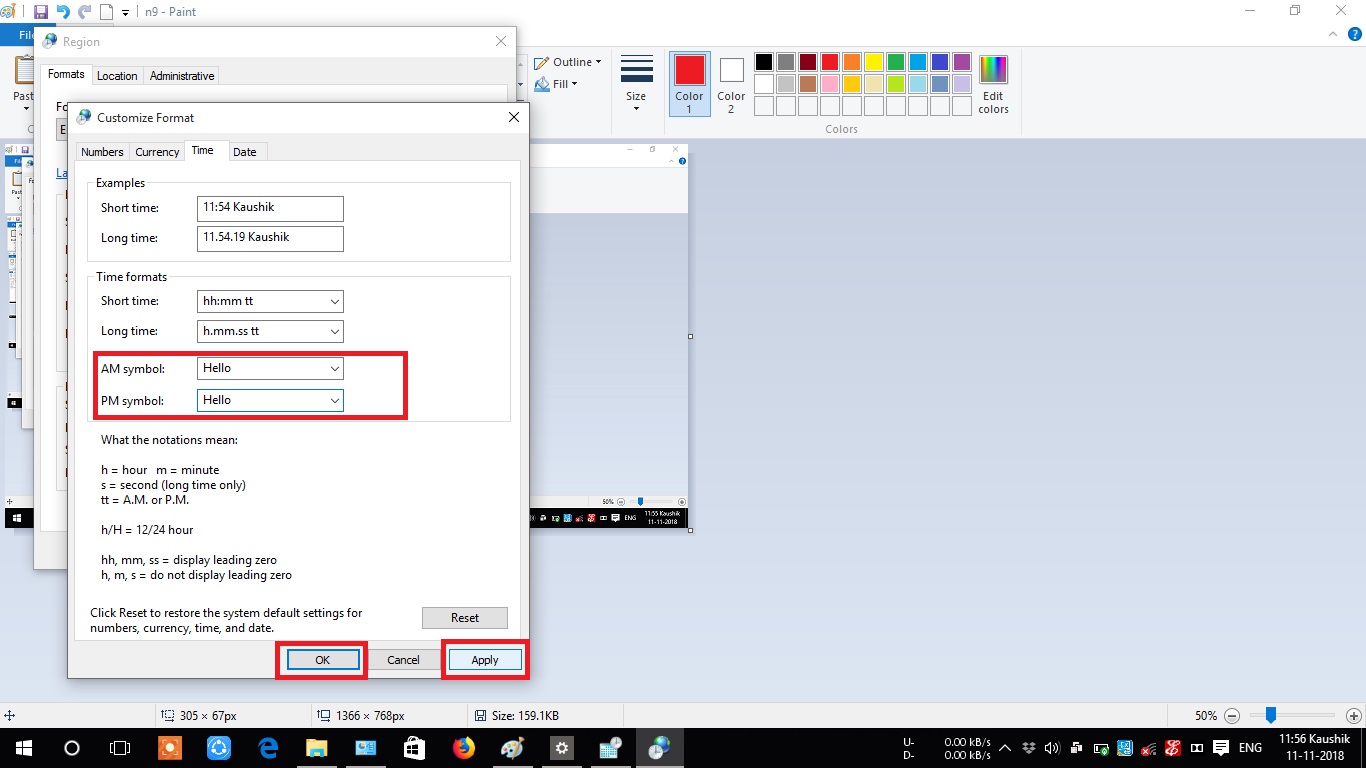 n9 - Paint
Fil
Region
Formats Location Administrative
Past
Fo
E
La
Outline
Fill
Size
Color 1
Color 2
Edit colors
Colors
Customize Format
Numbers Currency Time Date
Examples
Short time: 11:54 Kaushik
Long time: 11.54.19 Kaushik
Time formats
Short time: hh:mm tt
Long time: h.mm.ss tt
AM symbol: Hello
PM symbol: Hello
What the notations mean:
h = hour m = minute
s = second (long time only)
tt = A.M. or P.M.
h/H = 12/24 hour
hh, mm, ss = display leading zero
h, m, s = do not display leading zero
Click Reset to restore the system default settings for
numbers, currency, time, and date.
Reset
OK Cancel Apply
50%
ENG
11:55 Kaushik
11-11-2018
305 × 67px
1366 × 768px
Size: 159.1KB
50%
U- 0.00 kB/s
D- 0.00 kB/s
ENG
11:56 Kaushik
11-11-2018